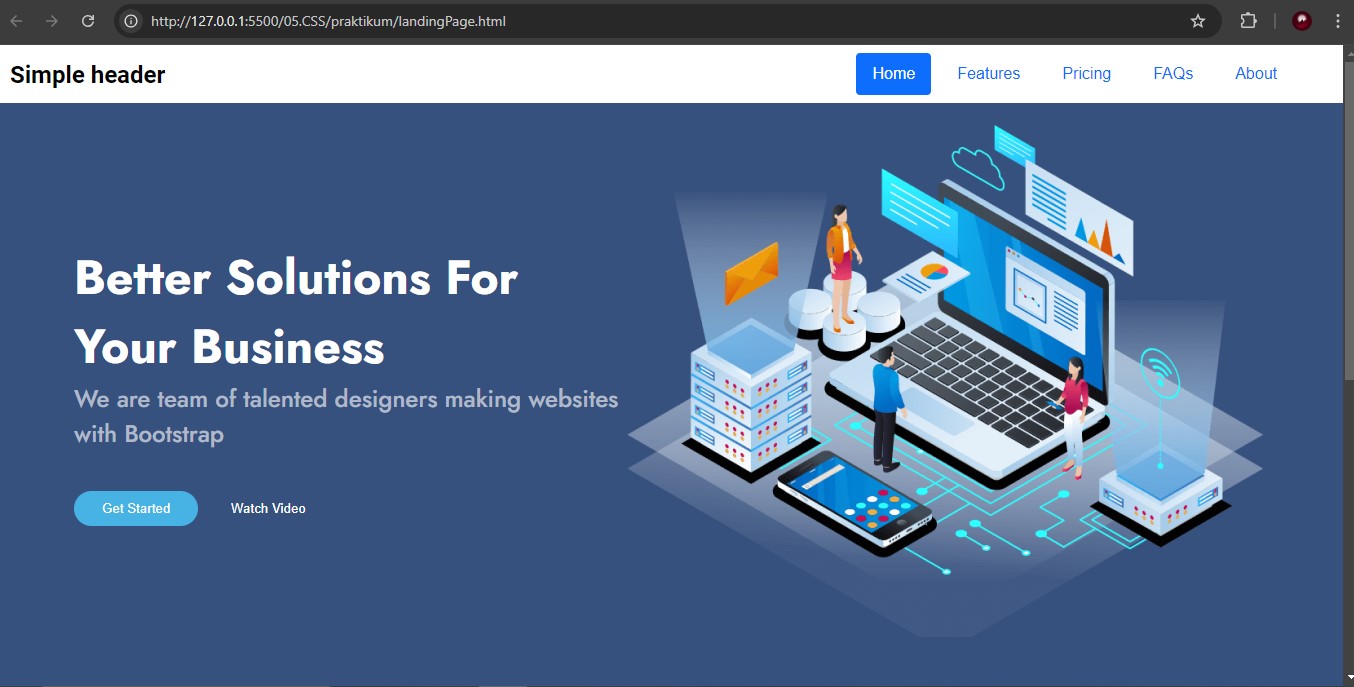 http://127.0.0.1:5500/05.CSS/praktikum/landingPage.html
Simple header
Home
Features
Pricing
FAQs
About
Better Solutions For
Your Business
We are team of talented designers making websites
with Bootstrap
Get Started
Watch Video